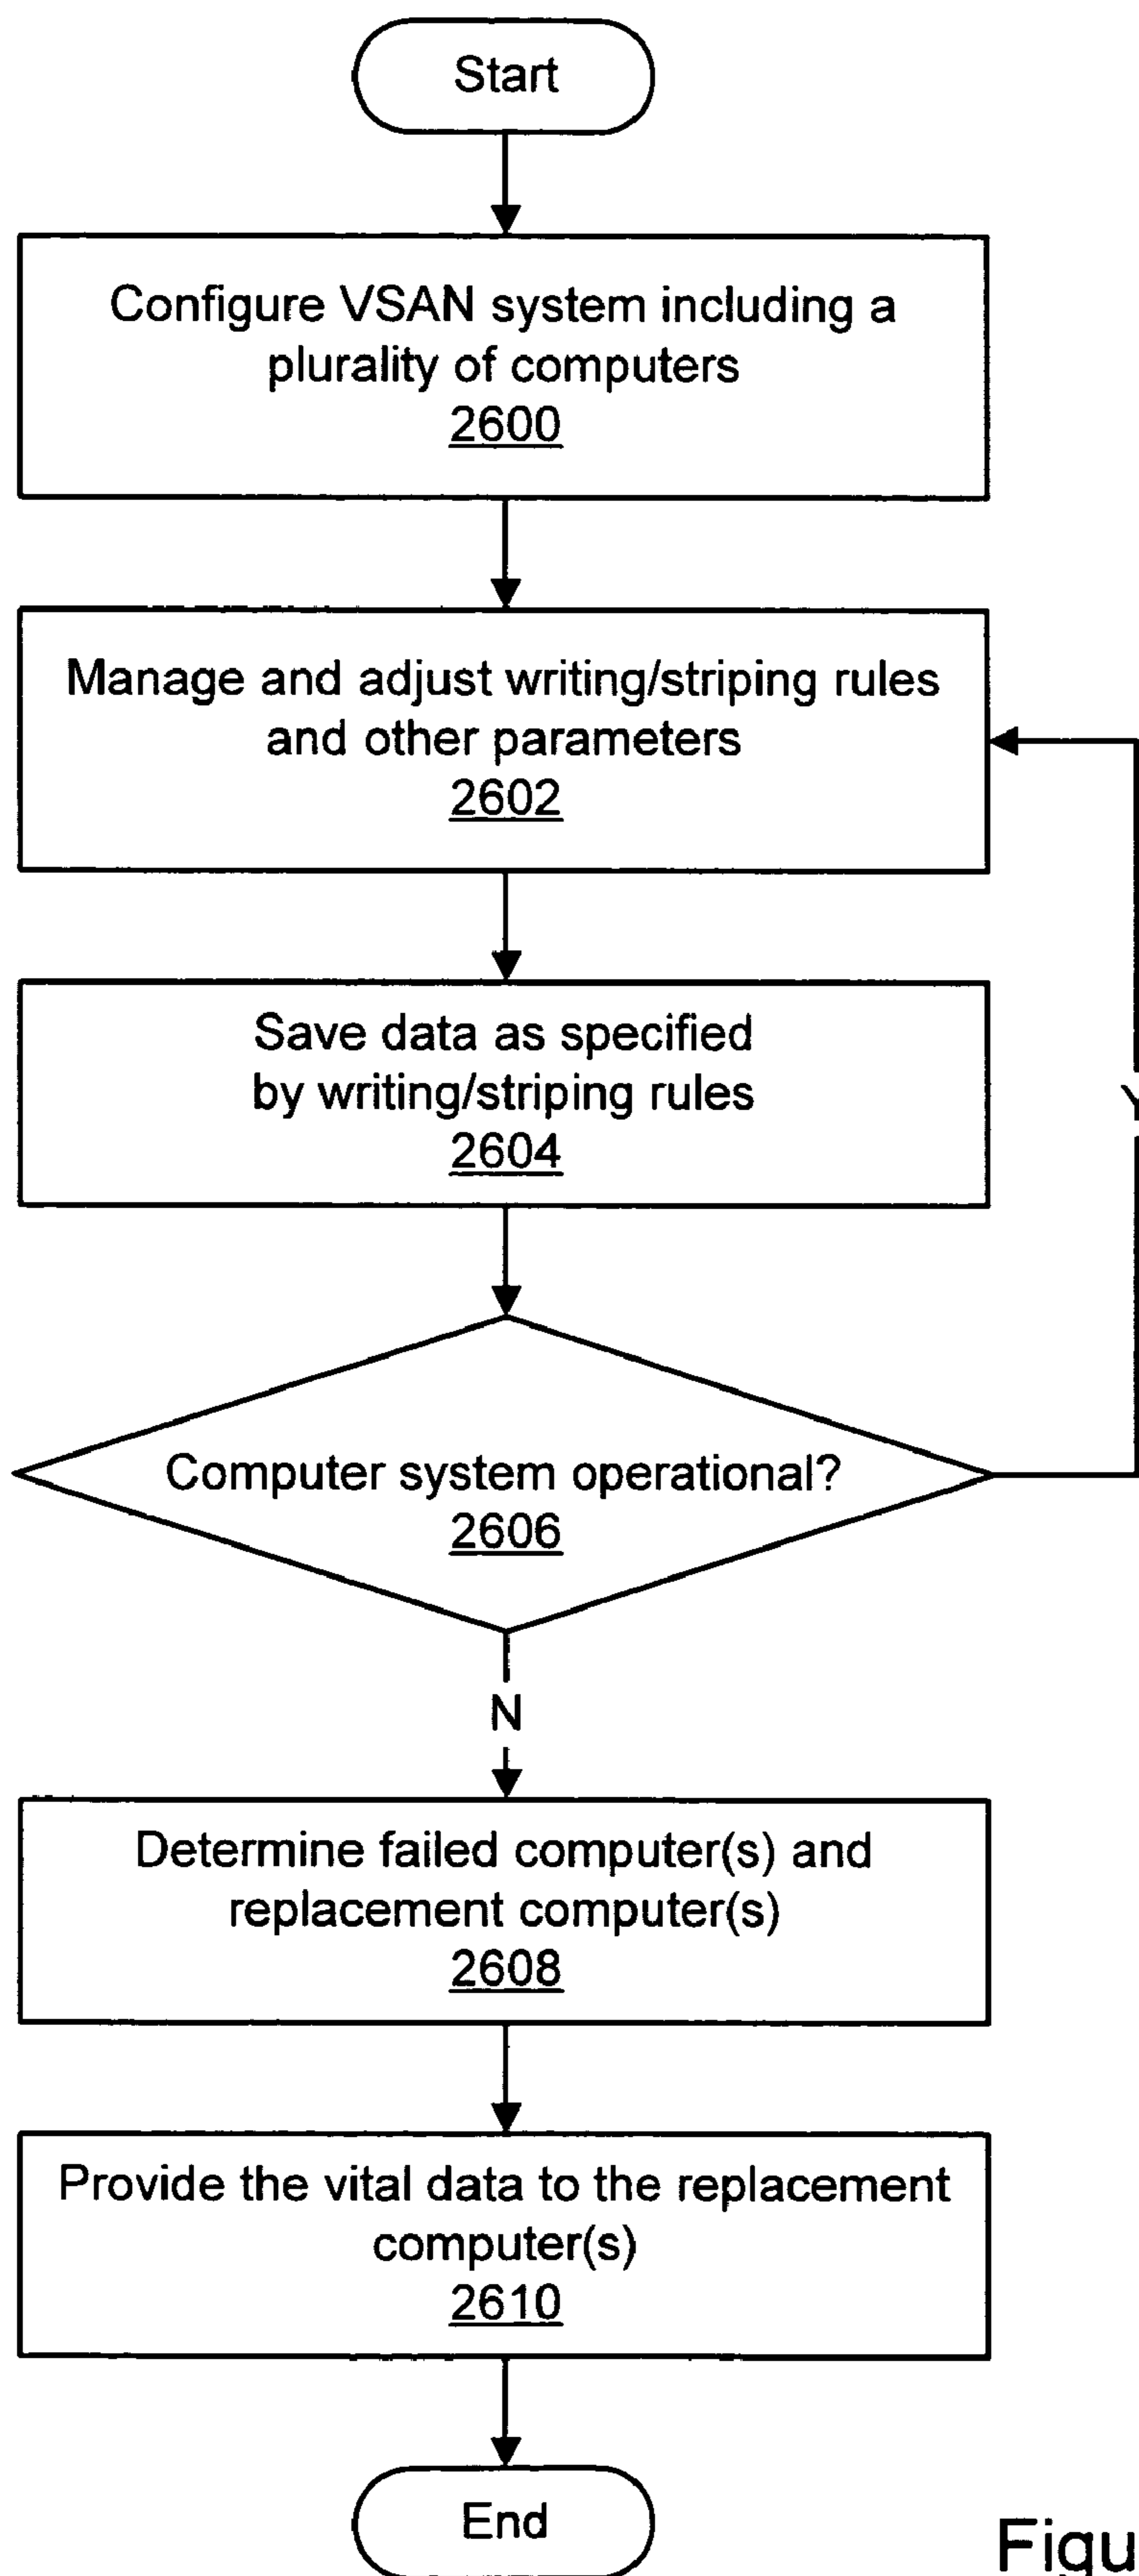 Start
Configure VSAN system including a
plurality of computers
2600
Manage and adjust writing/striping rules
and other parameters
2602
Save data as specified
by writing/striping rules
2604
Y
Computer system operational?
2606
N
Determine failed computer(s) and
replacement computer(s)
2608
Provide the vital data to the replacement
computer(s)
2610
End